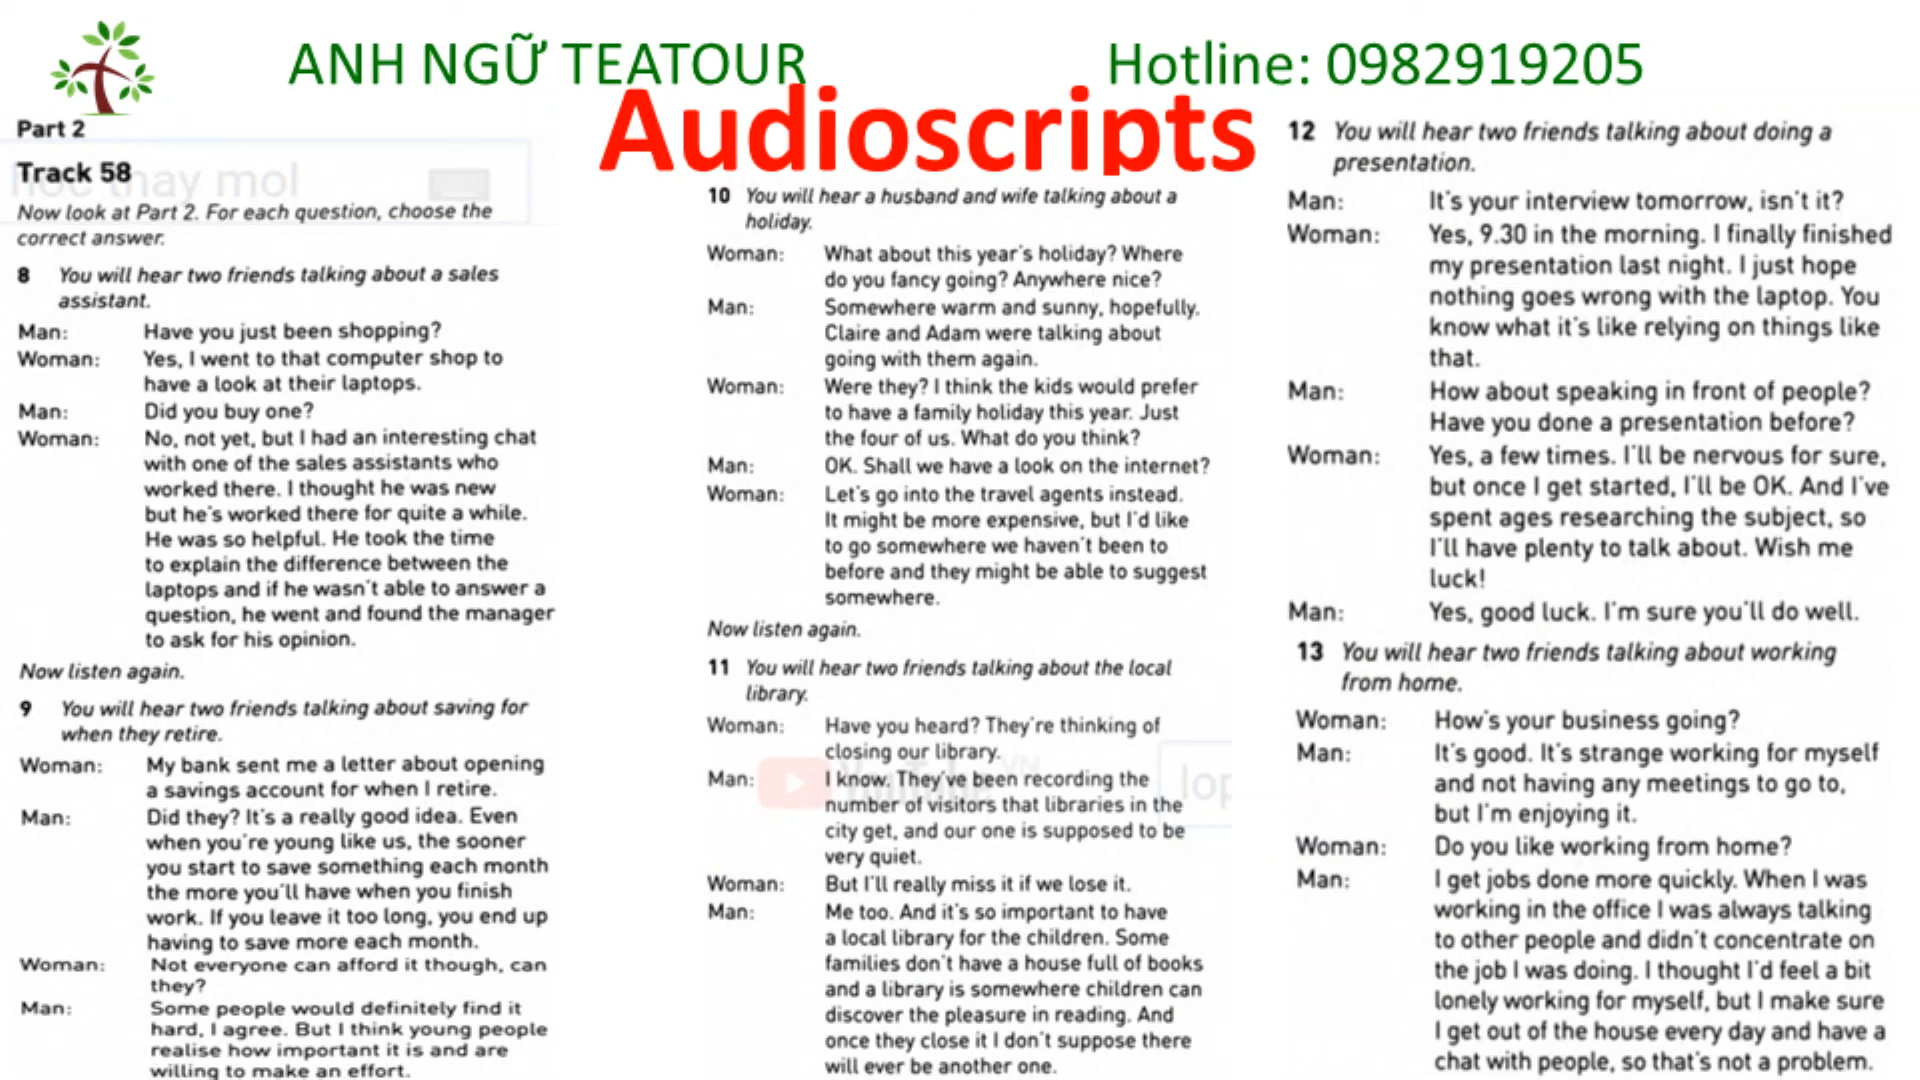 ANH NGỮ TEATOUR
Hotline: 0982919205
Audioscripts
Part 2
Track 58
Now look at Part 2. For each question, choose the
correct answer.
8 You will hear two friends talking about a sales
assistant.
Man: Have you just been shopping?
Woman: Yes, I went to that computer shop to
have a look at their laptops.
Man: Did you buy one?
Woman: No, not yet, but I had an interesting chat
with one of the sales assistants who
worked there. I thought he was new
but he's worked there for quite a while.
He was so helpful. He took the time
to explain the difference between the
laptops and if he wasn't able to answer a
question, he went and found the manager
to ask for his opinion.
Now listen again.
9 You will hear two friends talking about saving for
when they retire.
Woman: My bank sent me a letter about opening
a savings account for when I retire.
Man: Did they? It's a really good idea. Even
when you're young like us, the sooner
you start to save something each month
the more you'll have when you finish
work. If you leave it too long, you end up
having to save more each month.
Woman: Not everyone can afford it though, can
they?
Man: Some people would definitely find it
hard, I agree. But I think young people
realise how important it is and are
willing to make an effort.
10 You will hear a husband and wife talking about a
holiday.
Woman: What about this year's holiday? Where
do you fancy going? Anywhere nice?
Man: Somewhere warm and sunny, hopefully.
Claire and Adam were talking about
going with them again.
Woman: Were they? I think the kids would prefer
to have a family holiday this year. Just
the four of us. What do you think?
Man: OK. Shall we have a look on the internet?
Woman: Let's go into the travel agents instead.
It might be more expensive, but I'd like
to go somewhere we haven't been to
before and they might be able to suggest
somewhere.
Now listen again.
11 You will hear two friends talking about the local
library.
Woman: Have you heard? They're thinking of
closing our library.
Man: I know. They've been recording the
number of visitors that libraries in the
city get, and our one is supposed to be
very quiet.
Woman: But I'll really miss it if we lose it.
Man: Me too. And it's so important to have
a local library for the children. Some
families don't have a house full of books
and a library is somewhere children can
discover the pleasure in reading. And
once they close it I don't suppose there
will ever be another one.
12 You will hear two friends talking about doing a
presentation.
Man: It's your interview tomorrow, isn't it?
Woman: Yes, 9.30 in the morning. I finally finished
my presentation last night. I just hope
nothing goes wrong with the laptop. You
know what it's like relying on things like
that.
Man: How about speaking in front of people?
Have you done a presentation before?
Woman: Yes, a few times. I'll be nervous for sure,
but once I get started, I'll be OK. And I've
spent ages researching the subject, so
I'll have plenty to talk about. Wish me
luck!
Man: Yes, good luck. I'm sure you'll do well.
13 You will hear two friends talking about working
from home.
Woman: How's your business going?
Man: It's good. It's strange working for myself
and not having any meetings to go to,
but I'm enjoying it.
Woman: Do you like working from home?
Man: I get jobs done more quickly. When I was
working in the office I was always talking
to other people and didn't concentrate on
the job I was doing. I thought I'd feel a bit
lonely working for myself, but I make sure
I get out of the house every day and have a
chat with people, so that's not a problem.